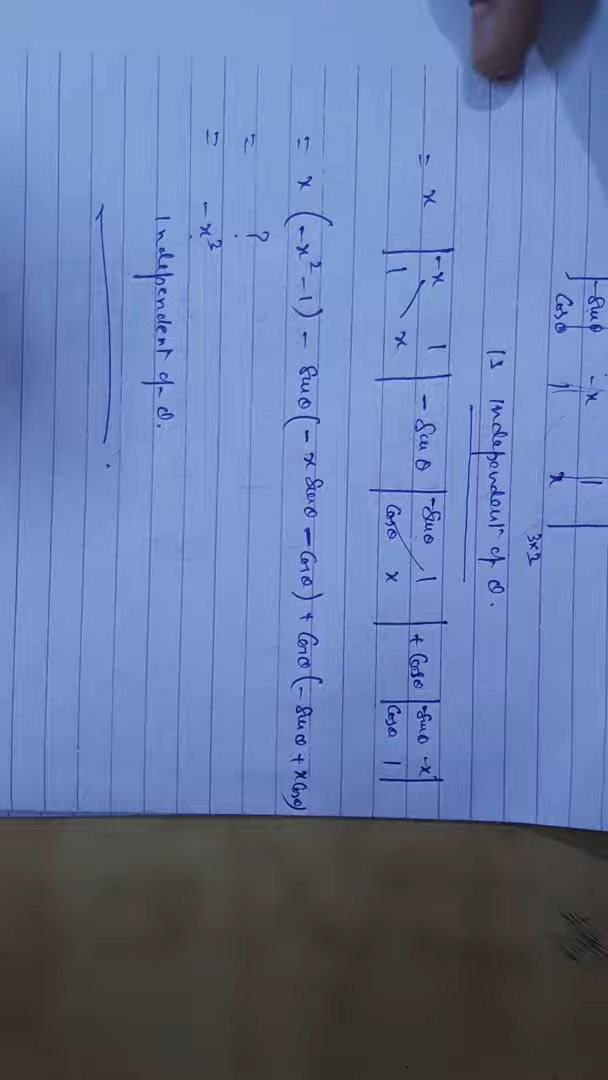 -Sinθ -x 1
Cosθ 1 x
3×3
is independent of θ.
= x | -x 1 | - Sinθ | -Sinθ 1 | + Cosθ | -Sinθ -x |
| 1 x | | Cosθ x | | Cosθ 1 |
= x (-x² - 1) - Sinθ (-x Sinθ - Cosθ) + Cosθ (-Sinθ + x Cosθ)
= ?
= -x³
Independent of θ.